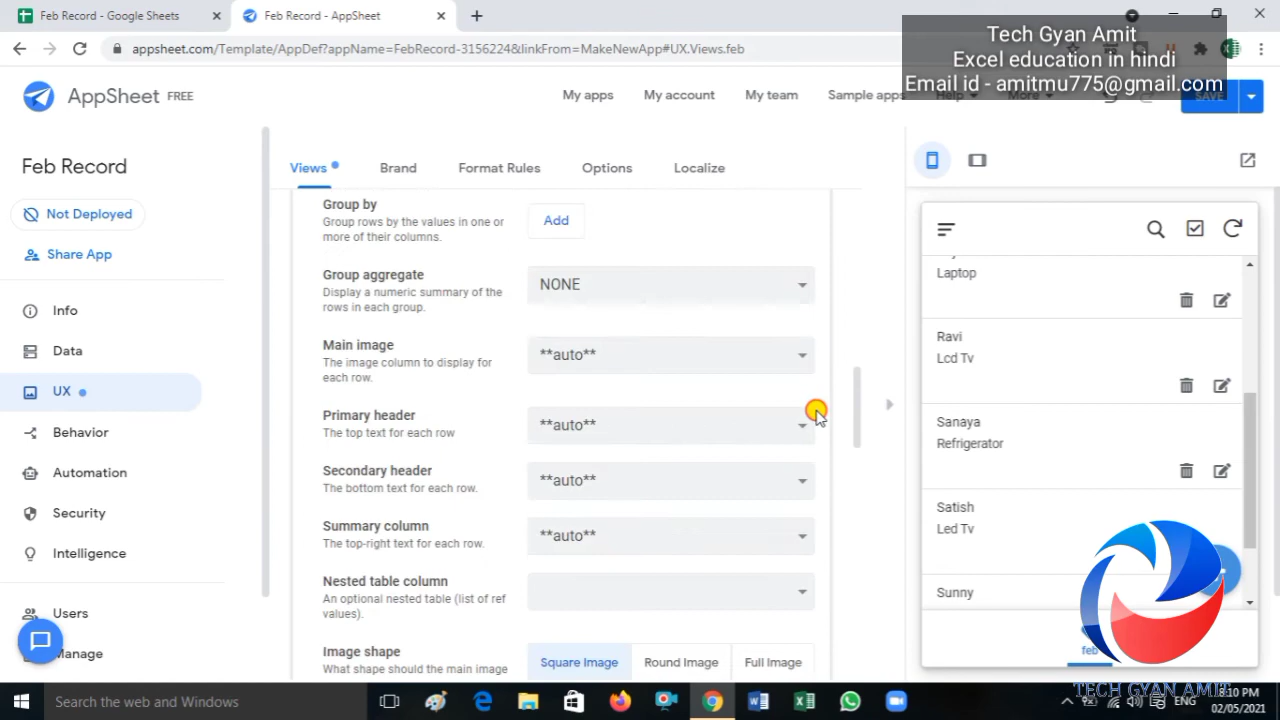 Feb Record - Google Sheets
Feb Record - AppSheet
Tech Gyan Amit
Excel education in hindi
Email id - amitmu775@gmail.com
appsheet.com/Template/AppDef?appName=FebRecord-3156224&linkFrom=MakeNewApp#UX.Views.feb
AppSheet FREE
My apps
My account
My team
Sample apps
Help
More
SAVE
Feb Record
Not Deployed
Share App
Info
Data
UX
Behavior
Automation
Security
Intelligence
Users
Manage
Views
Brand
Format Rules
Options
Localize
Group by
Group rows by the values in one or
more of their columns.
Add
Group aggregate
Display a numeric summary of the
rows in each group.
NONE
Main image
The image column to display for
each row.
**auto**
Primary header
The top text for each row
**auto**
Secondary header
The bottom text for each row.
**auto**
Summary column
The top-right text for each row.
**auto**
Nested table column
An optional nested table (list of ref
values).
Image shape
What shape should the main image
Square Image
Round Image
Full Image
Laptop
Ravi
Lcd Tv
Sanaya
Refrigerator
Satish
Led Tv
Sunny
feb
TECH GYAN AMIT
Search the web and Windows
ENG
02/05/2021